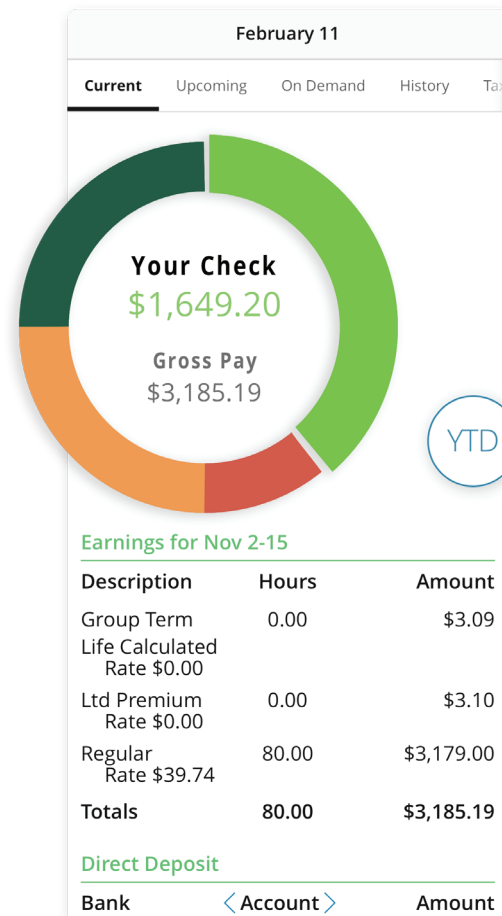 February 11
Current Upcoming On Demand History
Your Check
$1,649.20
Gross Pay
$3,185.19
YTD
Earnings for Nov 2-15
Description Hours Amount
Group Term 0.00 $3.09
Life Calculated
Rate $0.00
Ltd Premium 0.00 $3.10
Rate $0.00
Regular 80.00 $3,179.00
Rate $39.74
Totals 80.00 $3,185.19
Direct Deposit
Bank < Account > Amount